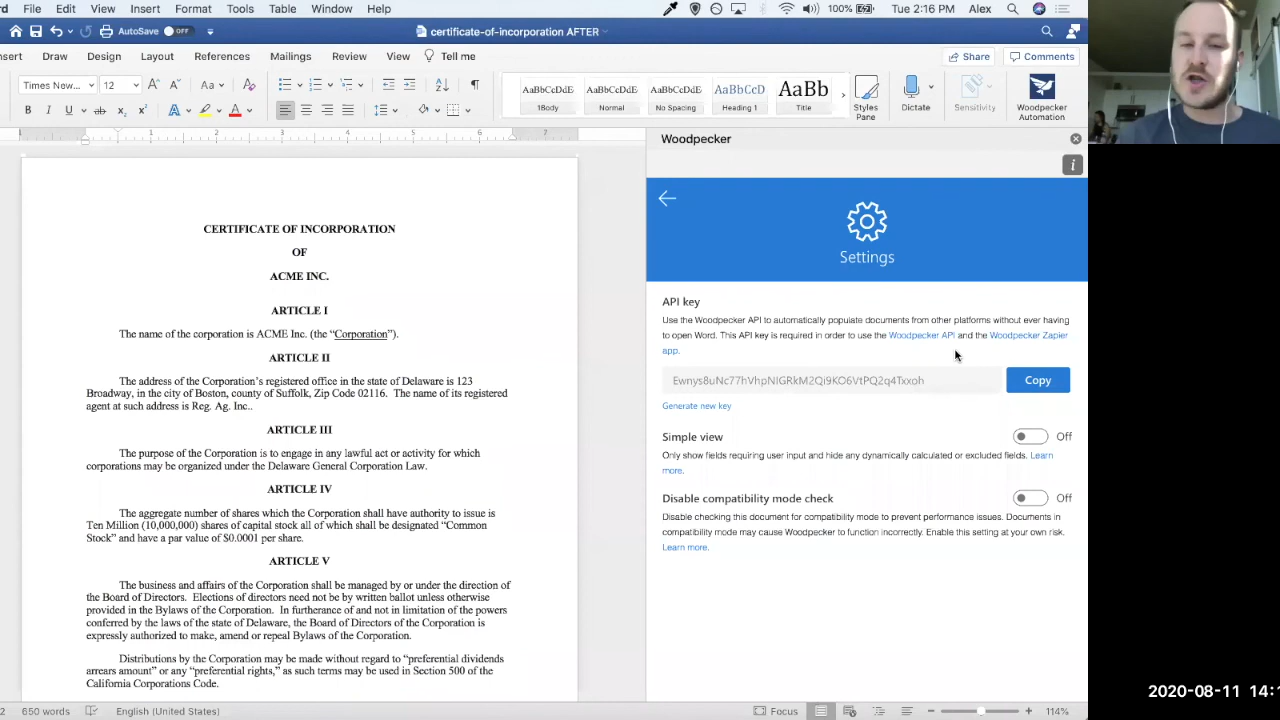 rd File Edit View Insert Format Tools Table Window Help 100% Tue 2:16 PM Alex
AutoSave OFF certificate-of-incorporation AFTER
nsert Draw Design Layout References Mailings Review View Tell me Share Comments
Times New... 12 Aa
AaBbCcDdE AaBbCcDdE AaBbCcDdE AaBbCcD AaBb
1Body Normal No Spacing Heading 1 Title
Styles Pane Dictate Sensitivity Woodpecker Automation
B I U ab X₂ X² A A
1 2 3 4 5 6 7
Woodpecker
i
Settings
CERTIFICATE OF INCORPORATION
OF
ACME INC.
ARTICLE I
The name of the corporation is ACME Inc. (the “Corporation”).
ARTICLE II
The address of the Corporation’s registered office in the state of Delaware is 123
Broadway, in the city of Boston, county of Suffolk, Zip Code 02116. The name of its registered
agent at such address is Reg. Ag. Inc..
ARTICLE III
The purpose of the Corporation is to engage in any lawful act or activity for which
corporations may be organized under the Delaware General Corporation Law.
ARTICLE IV
The aggregate number of shares which the Corporation shall have authority to issue is
Ten Million (10,000,000) shares of capital stock all of which shall be designated “Common
Stock” and have a par value of $0.0001 per share.
ARTICLE V
The business and affairs of the Corporation shall be managed by or under the direction of
the Board of Directors. Elections of directors need not be by written ballot unless otherwise
provided in the Bylaws of the Corporation. In furtherance of and not in limitation of the powers
conferred by the laws of the state of Delaware, the Board of Directors of the Corporation is
expressly authorized to make, amend or repeal Bylaws of the Corporation.
Distributions by the Corporation may be made without regard to “preferential dividends
arrears amount” or any “preferential rights,” as such terms may be used in Section 500 of the
California Corporations Code.
API key
Use the Woodpecker API to automatically populate documents from other platforms without ever having
to open Word. This API key is required in order to use the Woodpecker API and the Woodpecker Zapier
app.
Ewnys8uNc77hVhpNIGRkM2Qi9KO6VtPQ2q4Txxoh Copy
Generate new key
Simple view Off
Only show fields requiring user input and hide any dynamically calculated or excluded fields. Learn
more.
Disable compatibility mode check Off
Disable checking this document for compatibility mode to prevent performance issues. Documents in
compatibility mode may cause Woodpecker to function incorrectly. Enable this setting at your own risk.
Learn more.
2 650 words English (United States) Focus 114%
2020-08-11 14:1